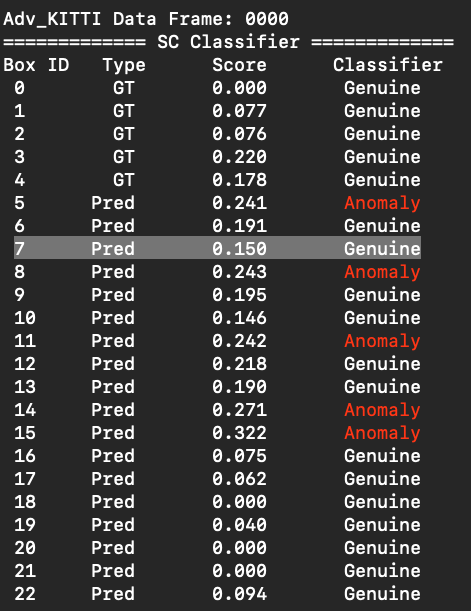 Adv_KITTI Data Frame: 0000
============= SC Classifier =============
Box ID Type Score Classifier
0 GT 0.000 Genuine
1 GT 0.077 Genuine
2 GT 0.076 Genuine
3 GT 0.220 Genuine
4 GT 0.178 Genuine
5 Pred 0.241 Anomaly
6 Pred 0.191 Genuine
7 Pred 0.150 Genuine
8 Pred 0.243 Anomaly
9 Pred 0.195 Genuine
10 Pred 0.146 Genuine
11 Pred 0.242 Anomaly
12 Pred 0.218 Genuine
13 Pred 0.190 Genuine
14 Pred 0.271 Anomaly
15 Pred 0.322 Anomaly
16 Pred 0.075 Genuine
17 Pred 0.062 Genuine
18 Pred 0.000 Genuine
19 Pred 0.040 Genuine
20 Pred 0.000 Genuine
21 Pred 0.000 Genuine
22 Pred 0.094 Genuine